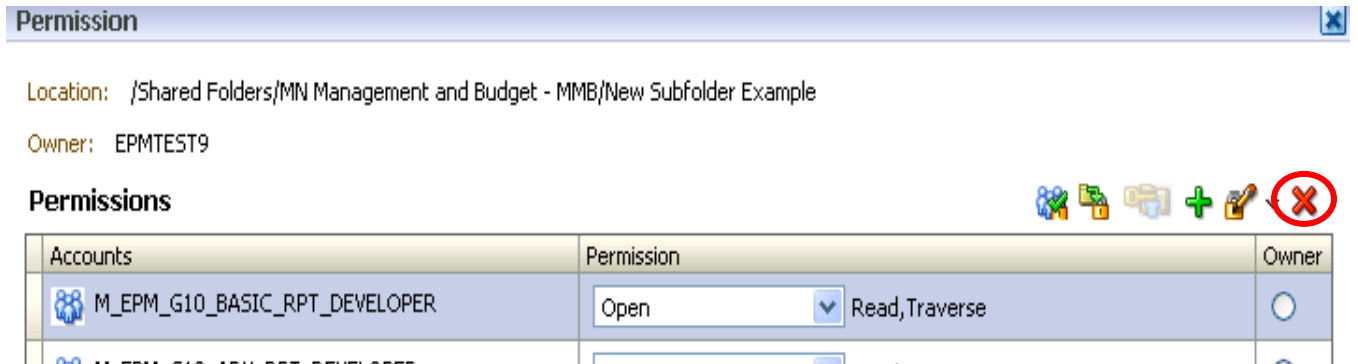 Permission
Location: /Shared Folders/MN Management and Budget - MMB/New Subfolder Example
Owner: EPMTEST9
Permissions
Accounts Permission Owner
M_EPM_G10_BASIC_RPT_DEVELOPER Open Read,Traverse